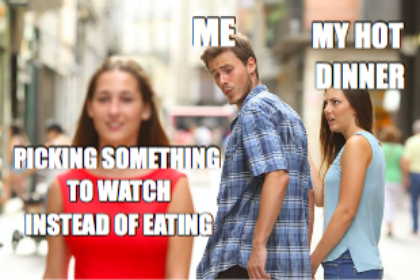 ME
MY HOT
DINNER
PICKING SOMETHING
TO WATCH
INSTEAD OF EATING